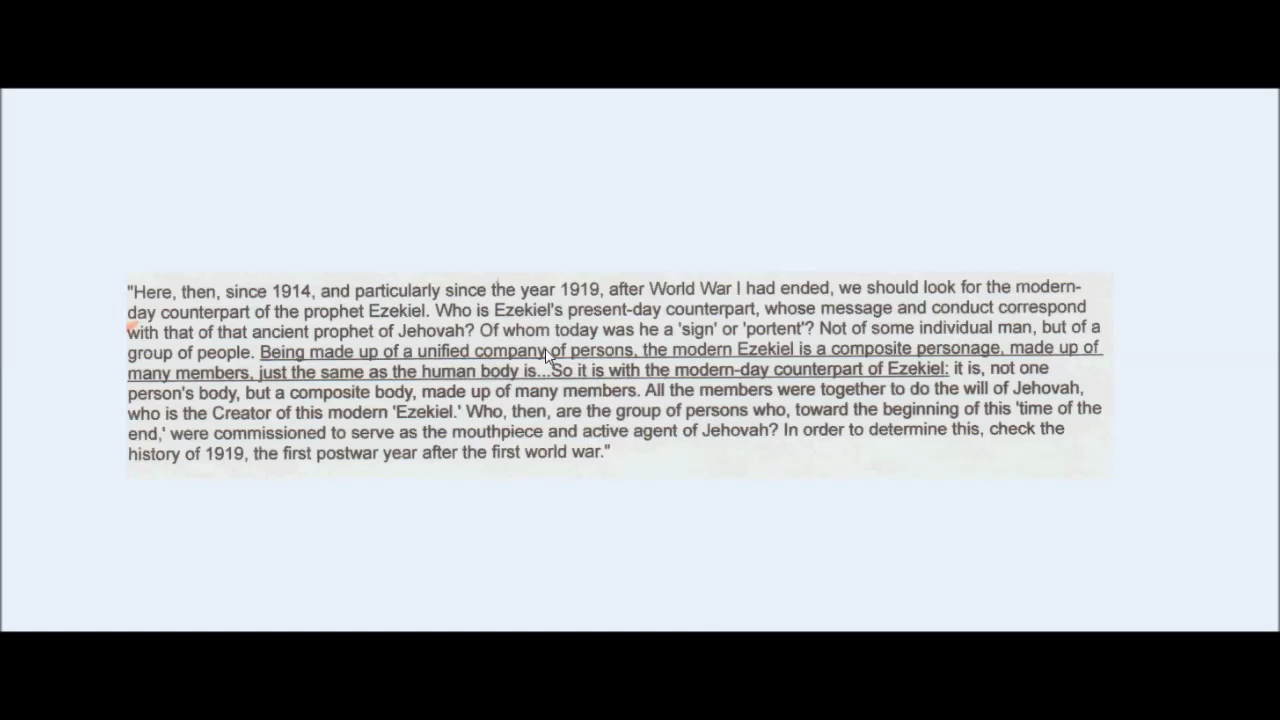 "Here, then, since 1914, and particularly since the year 1919, after World War I had ended, we should look for the modern-
day counterpart of the prophet Ezekiel. Who is Ezekiel's present-day counterpart, whose message and conduct correspond
with that of that ancient prophet of Jehovah? Of whom today was he a 'sign' or 'portent'? Not of some individual man, but of a
group of people. Being made up of a unified company of persons, the modern Ezekiel is a composite personage, made up of
many members, just the same as the human body is...So it is with the modern-day counterpart of Ezekiel: it is, not one
person's body, but a composite body, made up of many members. All the members were together to do the will of Jehovah,
who is the Creator of this modern 'Ezekiel.' Who, then, are the group of persons who, toward the beginning of this 'time of the
end,' were commissioned to serve as the mouthpiece and active agent of Jehovah? In order to determine this, check the
history of 1919, the first postwar year after the first world war."